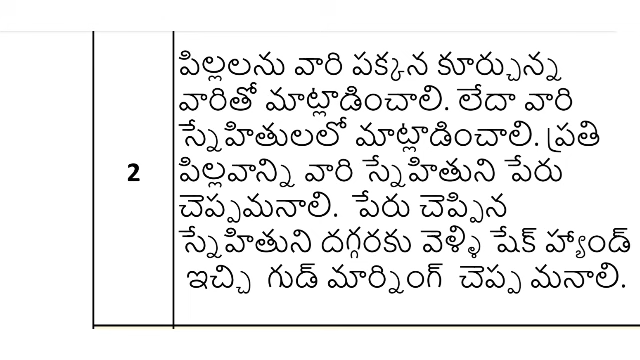 పిల్లలను వారి పక్కన కూర్చున్న
వారితో మాట్లాడించాలి. లేదా వారి
స్నేహితులలో మాట్లాడించాలి. ప్రతి
2 పిల్లవాన్ని వారి స్నేహితుని పేరు
చెప్పమనాలి. పేరు చెప్పిన
స్నేహితుని దగ్గరకు వెళ్ళి షేక్ హ్యాండ్
ఇచ్చి గుడ్ మార్నింగ్ చెప్ప మనాలి.